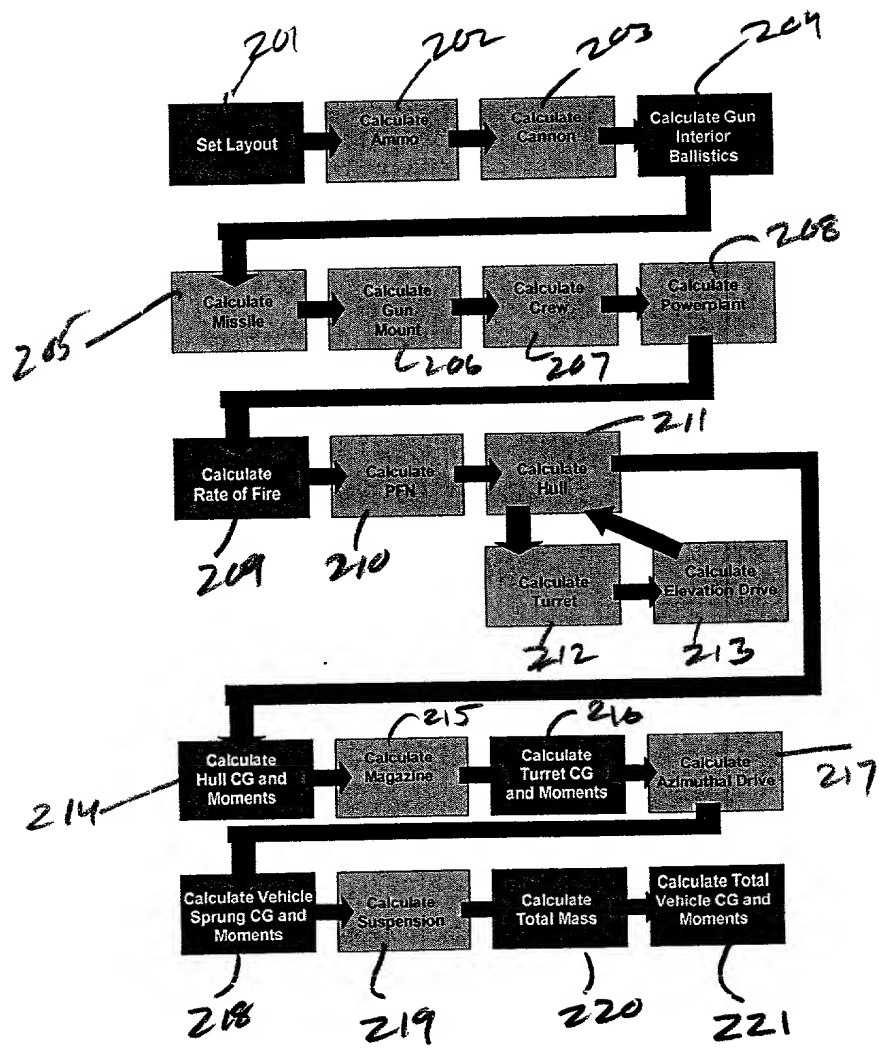 201
202
203
204
Set Layout
Calculate
Ammo
Calculate
Cannon
Calculate Gun
Interior
Ballistics
208
Calculate
Missile
Calculate
Gun
Mount
Calculate
Crew
Calculate
Powerplant
205
206
207
211
Calculate
Rate of Fire
Calculate
PFN
Calculate
Hull
209
210
Calculate
Turret
Calculate
Elevation Drive
212
213
215
216
Calculate
Hull CG and
Moments
Calculate
Magazine
Calculate
Turret CG
and Moments
Calculate
Azimuthal Drive
214
217
Calculate Vehicle
Sprung CG and
Moments
Calculate
Suspension
Calculate
Total Mass
Calculate Total
Vehicle CG and
Moments
218
219
220
221